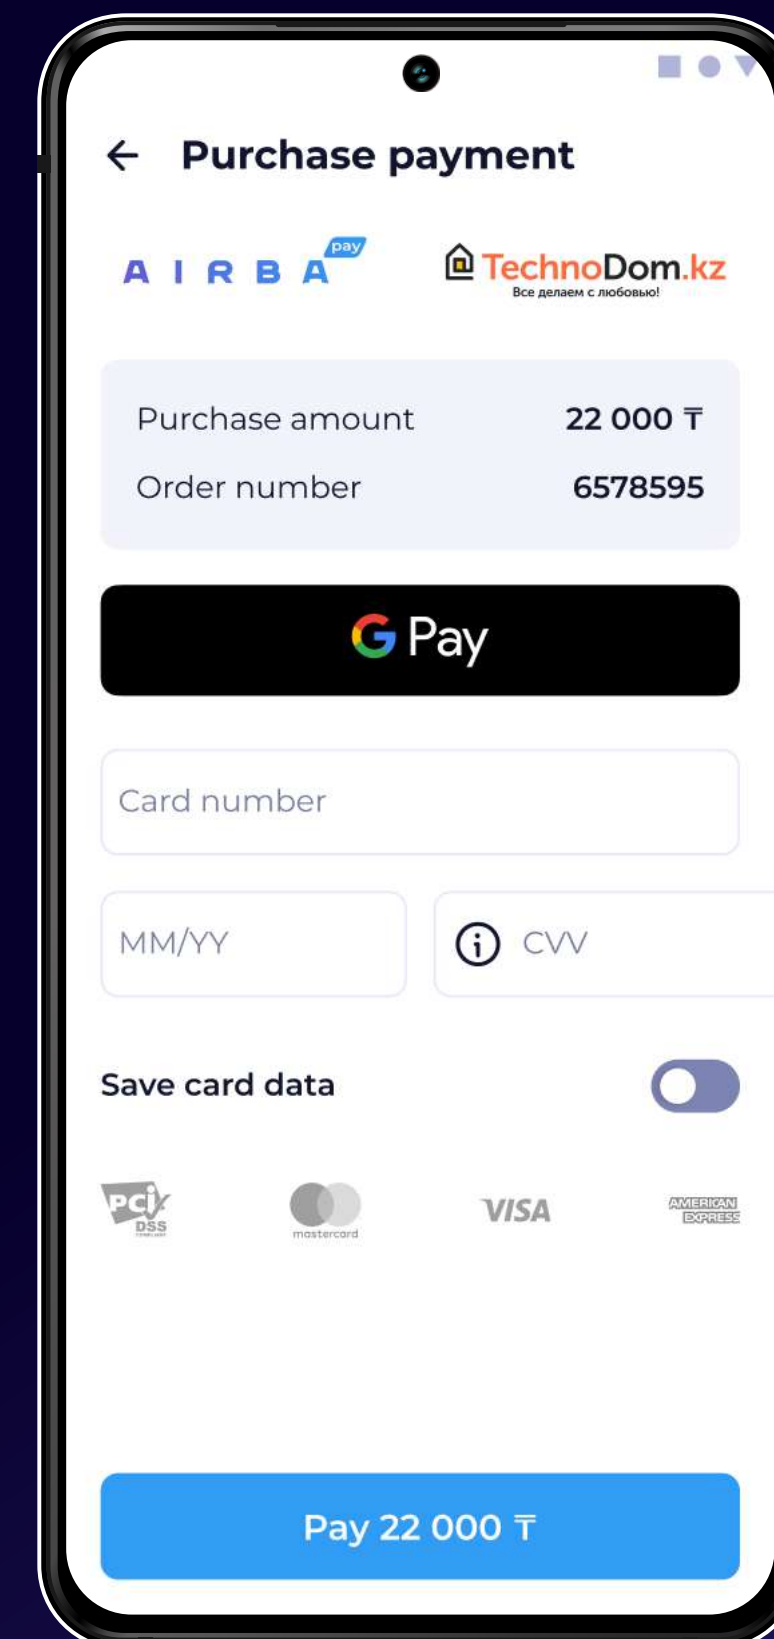 Purchase payment
AIRBA pay
TechnoDom.kz
Все делаем с любовью!
Purchase amount 22 000 ₸
Order number 6578595
G Pay
Card number
MM/YY
CVV
Save card data
PCI DSS COMPLIANT
mastercard
VISA
AMERICAN EXPRESS
Pay 22 000 ₸